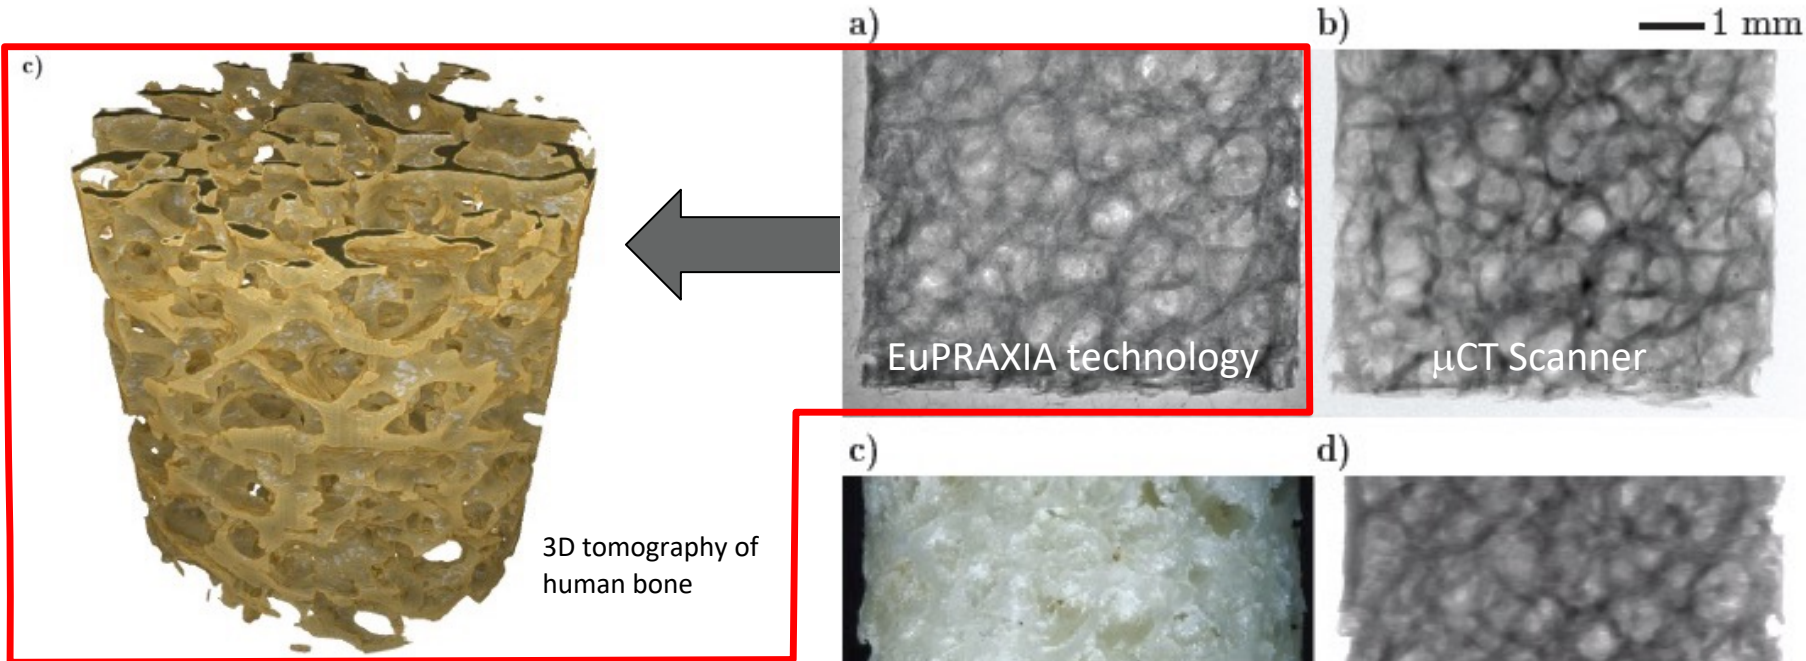 a)
b)
1 mm
c)
EuPRAXIA technology
μCT Scanner
c)
d)
3D tomography of
human bone